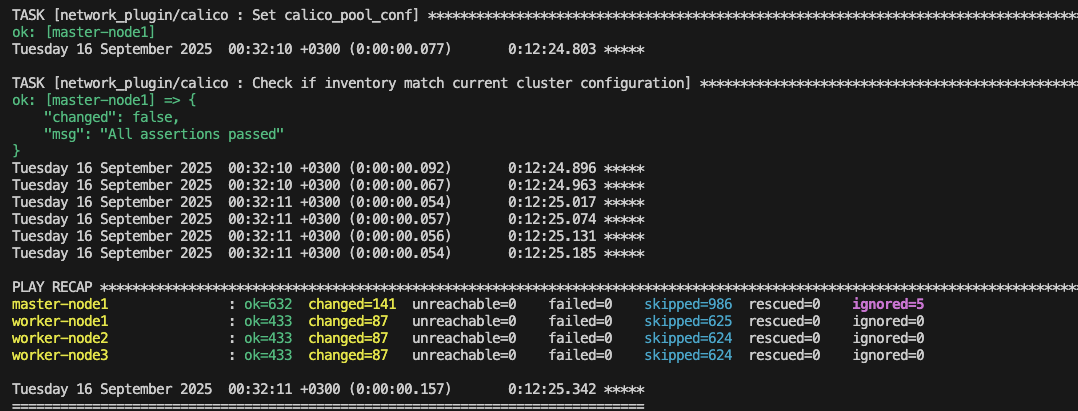 TASK [network_plugin/calico : Set calico_pool_conf] *********************************************************************************
ok: [master-node1]
Tuesday 16 September 2025  00:32:10 +0300 (0:00:00.077)       0:12:24.803 *****
TASK [network_plugin/calico : Check if inventory match current cluster configuration] ***********************************************
ok: [master-node1] => {
    "changed": false,
    "msg": "All assertions passed"
}
Tuesday 16 September 2025  00:32:10 +0300 (0:00:00.092)       0:12:24.896 *****
Tuesday 16 September 2025  00:32:10 +0300 (0:00:00.067)       0:12:24.963 *****
Tuesday 16 September 2025  00:32:11 +0300 (0:00:00.054)       0:12:25.017 *****
Tuesday 16 September 2025  00:32:11 +0300 (0:00:00.057)       0:12:25.074 *****
Tuesday 16 September 2025  00:32:11 +0300 (0:00:00.056)       0:12:25.131 *****
Tuesday 16 September 2025  00:32:11 +0300 (0:00:00.054)       0:12:25.185 *****
PLAY RECAP **************************************************************************************************************************
master-node1               : ok=632  changed=141  unreachable=0    failed=0    skipped=986  rescued=0    ignored=5
worker-node1               : ok=433  changed=87   unreachable=0    failed=0    skipped=625  rescued=0    ignored=0
worker-node2               : ok=433  changed=87   unreachable=0    failed=0    skipped=624  rescued=0    ignored=0
worker-node3               : ok=433  changed=87   unreachable=0    failed=0    skipped=624  rescued=0    ignored=0
Tuesday 16 September 2025  00:32:11 +0300 (0:00:00.157)       0:12:25.342 *****
===============================================================================